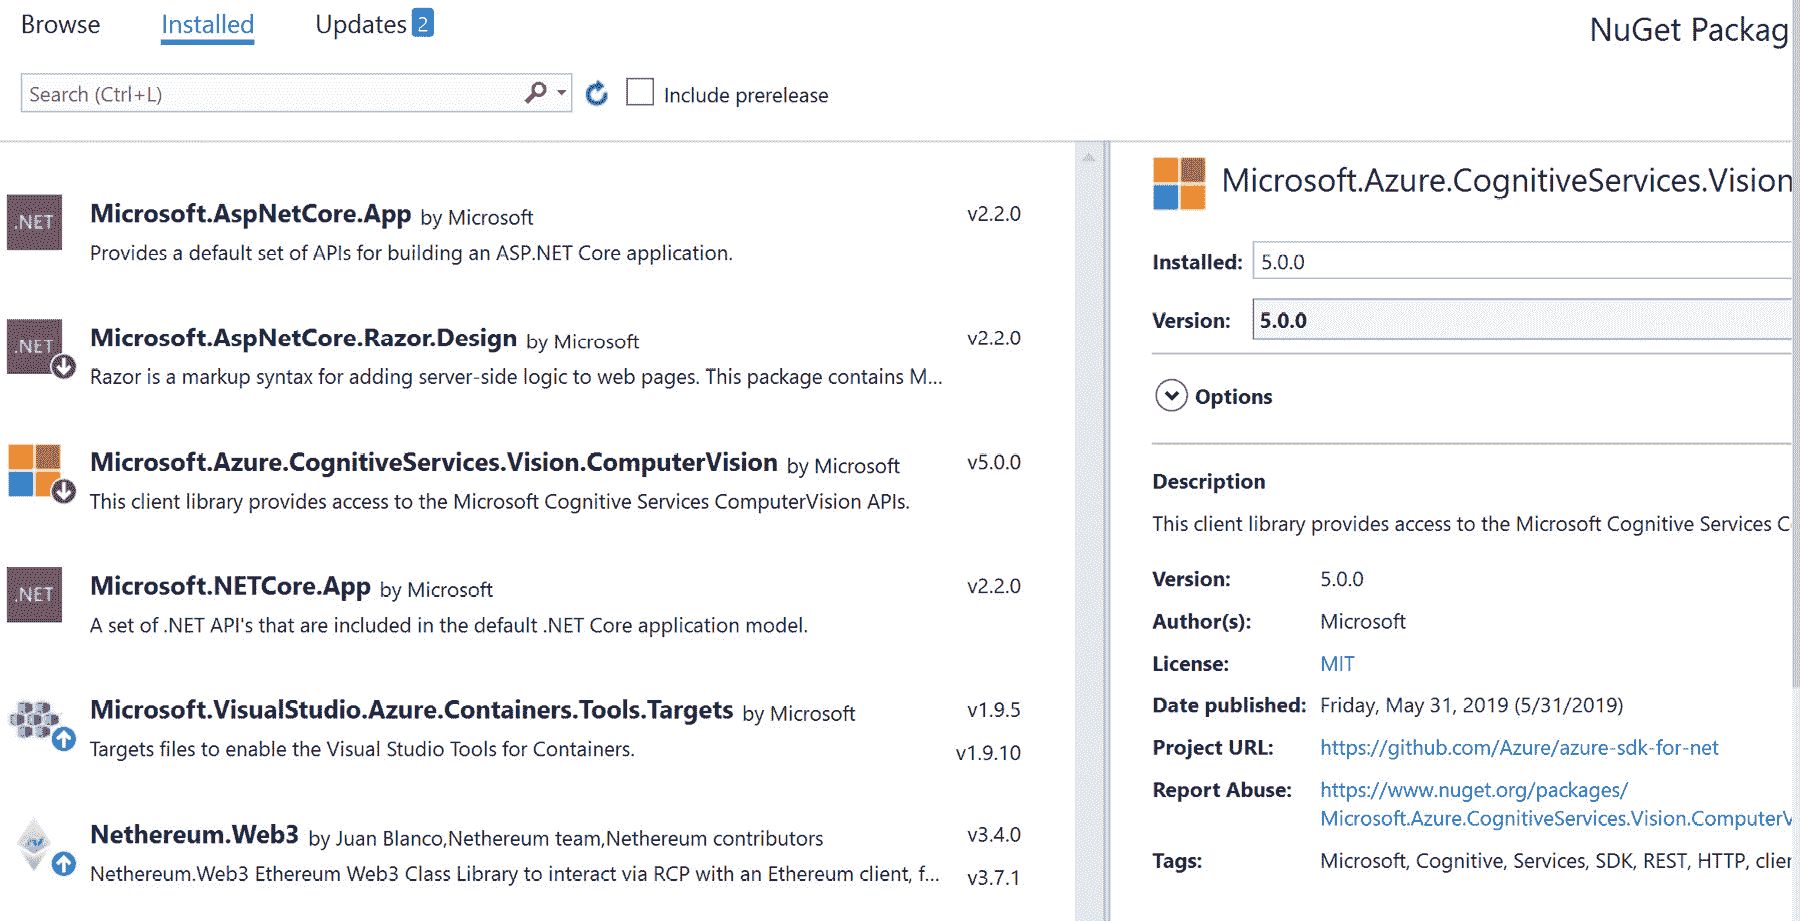 Browse Installed Updates 2
NuGet Packag
Search (Ctrl+L) Include prerelease
.NET Microsoft.AspNetCore.App by Microsoft v2.2.0
Provides a default set of APIs for building an ASP.NET Core application.
.NET Microsoft.AspNetCore.Razor.Design by Microsoft v2.2.0
Razor is a markup syntax for adding server-side logic to web pages. This package contains M...
Microsoft.Azure.CognitiveServices.Vision.ComputerVision by Microsoft v5.0.0
This client library provides access to the Microsoft Cognitive Services ComputerVision APIs.
.NET Microsoft.NETCore.App by Microsoft v2.2.0
A set of .NET API's that are included in the default .NET Core application model.
Microsoft.VisualStudio.Azure.Containers.Tools.Targets by Microsoft v1.9.5
Targets files to enable the Visual Studio Tools for Containers. v1.9.10
Nethereum.Web3 by Juan Blanco,Nethereum team,Nethereum contributors v3.4.0
Nethereum.Web3 Ethereum Web3 Class Library to interact via RCP with an Ethereum client, f... v3.7.1
Microsoft.Azure.CognitiveServices.Vision
Installed: 5.0.0
Version: 5.0.0
Options
Description
This client library provides access to the Microsoft Cognitive Services C
Version: 5.0.0
Author(s): Microsoft
License: MIT
Date published: Friday, May 31, 2019 (5/31/2019)
Project URL: https://github.com/Azure/azure-sdk-for-net
Report Abuse: https://www.nuget.org/packages/
Microsoft.Azure.CognitiveServices.Vision.ComputerV
Tags: Microsoft, Cognitive, Services, SDK, REST, HTTP, clien